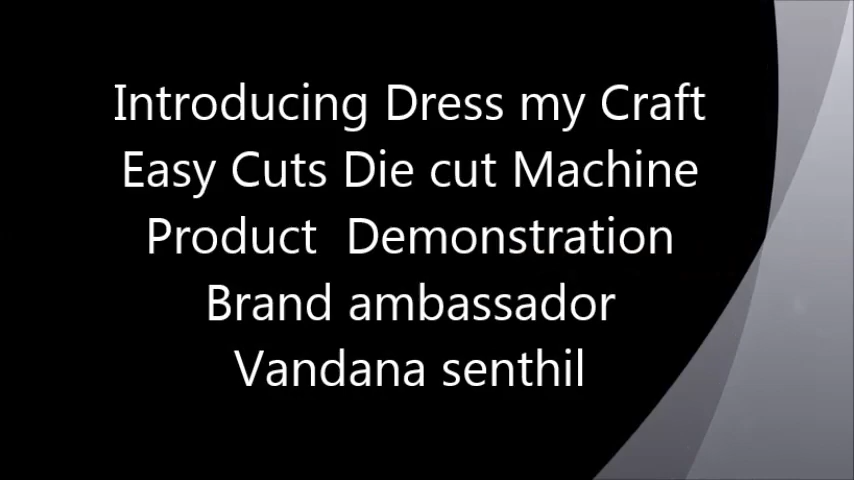 Introducing Dress my Craft
Easy Cuts Die cut Machine
Product  Demonstration
Brand ambassador
Vandana senthil